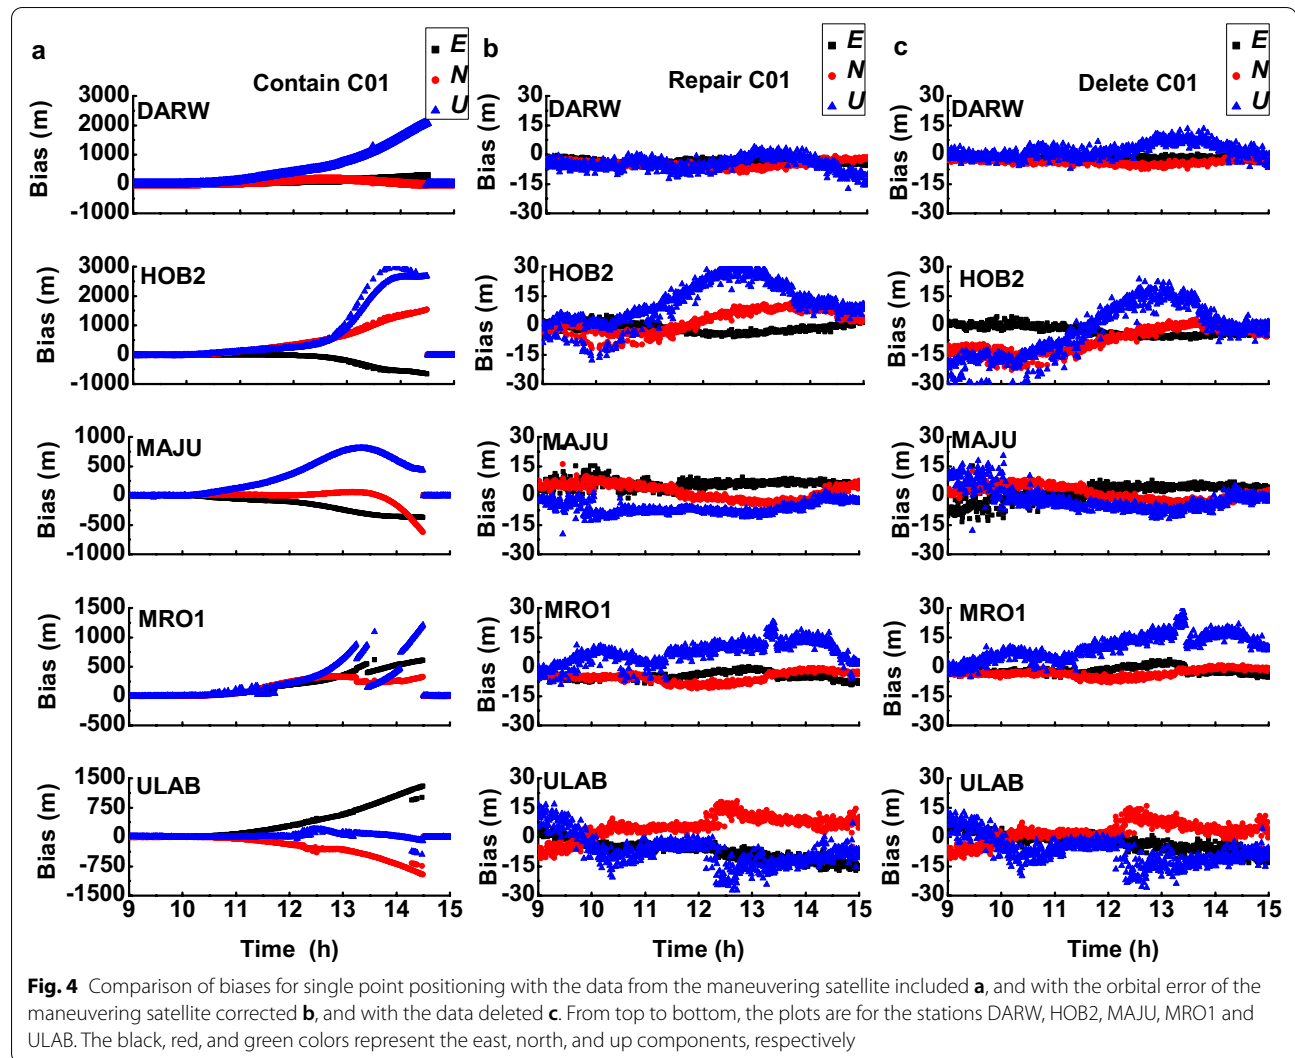 a
Contain C01
E
N
U
b
Repair C01
E
N
U
c
Delete C01
E
N
U
DARW
Bias (m)
3000
2000
1000
0
-1000
DARW
Bias (m)
30
15
0
-15
-30
DARW
Bias (m)
30
15
0
-15
-30
HOB2
Bias (m)
3000
2000
1000
0
-1000
HOB2
Bias (m)
30
15
0
-15
-30
HOB2
Bias (m)
30
15
0
-15
-30
MAJU
Bias (m)
1000
500
0
-500
-1000
MAJU
Bias (m)
30
15
0
-15
-30
MAJU
Bias (m)
30
15
0
-15
-30
MRO1
Bias (m)
1500
1000
500
0
-500
MRO1
Bias (m)
30
15
0
-15
-30
MRO1
Bias (m)
30
15
0
-15
-30
ULAB
Bias (m)
1500
750
0
-750
-1500
9 10 11 12 13 14 15
Time (h)
ULAB
Bias (m)
30
15
0
-15
-30
9 10 11 12 13 14 15
Time (h)
ULAB
Bias (m)
30
15
0
-15
-30
9 10 11 12 13 14 15
Time (h)
Fig. 4 Comparison of biases for single point positioning with the data from the maneuvering satellite included a, and with the orbital error of the
maneuvering satellite corrected b, and with the data deleted c. From top to bottom, the plots are for the stations DARW, HOB2, MAJU, MRO1 and
ULAB. The black, red, and green colors represent the east, north, and up components, respectively